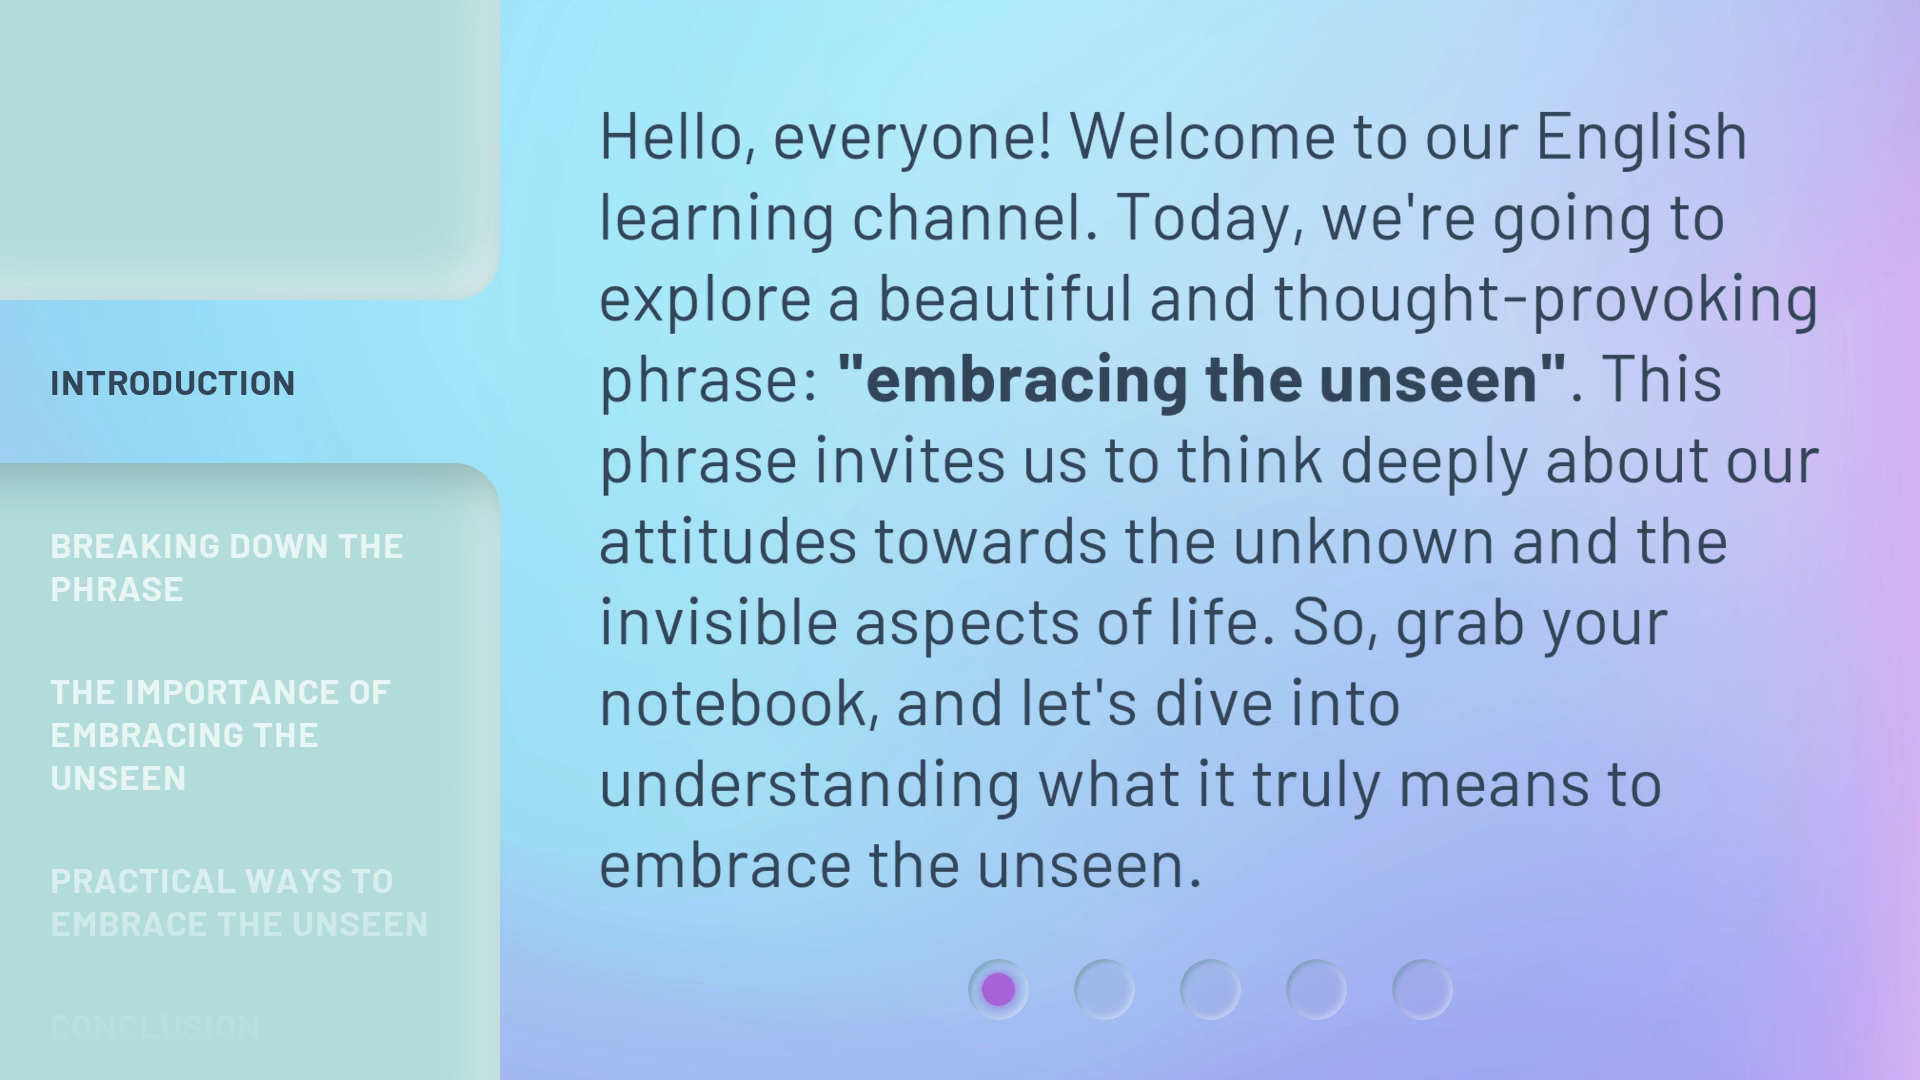 INTRODUCTION
BREAKING DOWN THE
PHRASE
THE IMPORTANCE OF
EMBRACING THE
UNSEEN
PRACTICAL WAYS TO
EMBRACE THE UNSEEN
CONCLUSION
Hello, everyone! Welcome to our English
learning channel. Today, we're going to
explore a beautiful and thought-provoking
phrase: "embracing the unseen". This
phrase invites us to think deeply about our
attitudes towards the unknown and the
invisible aspects of life. So, grab your
notebook, and let's dive into
understanding what it truly means to
embrace the unseen.